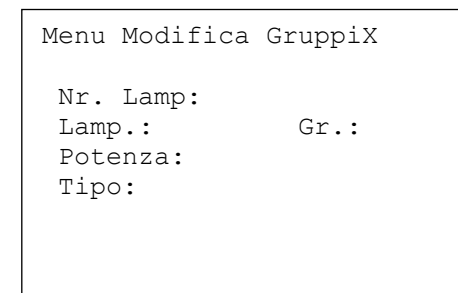 Menu Modifica GruppiX
Nr. Lamp:
Lamp.: Gr.:
Potenza:
Tipo: